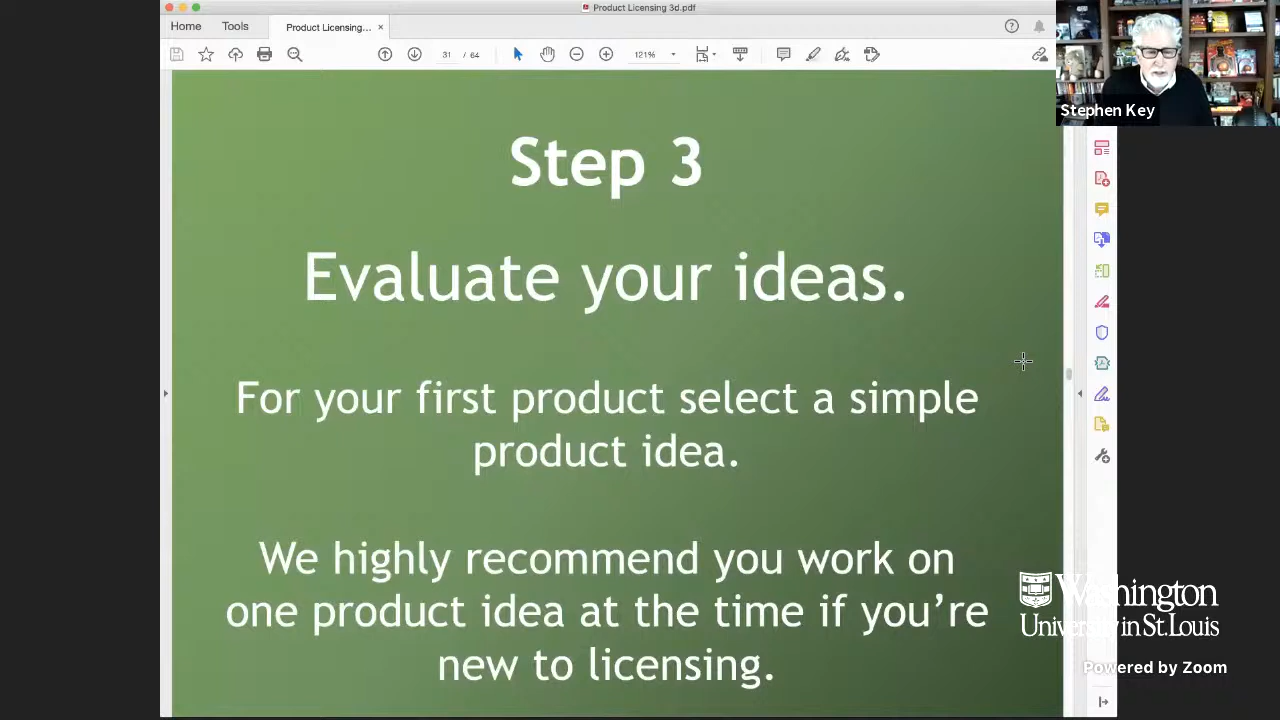 Product Licensing 3d.pdf
Home
Tools
Product Licensing...
×
?
31 / 64
121%
Stephen Key
Step 3
Evaluate your ideas.
For your first product select a simple
product idea.
We highly recommend you work on
one product idea at the time if you’re
new to licensing.
Washington
University in St. Louis
Powered by Zoom